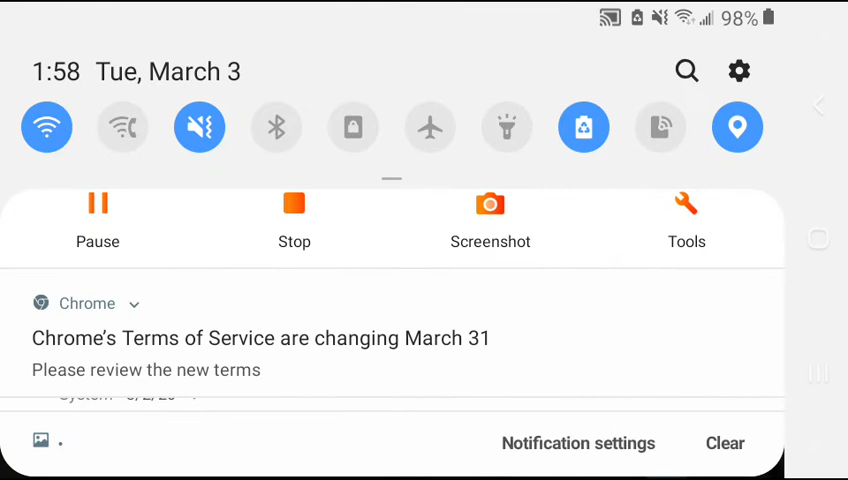 98%
1:58 Tue, March 3
Pause Stop Screenshot Tools
Chrome
Chrome’s Terms of Service are changing March 31
Please review the new terms
Notification settings Clear